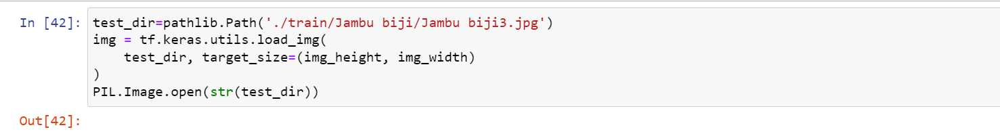 In [42]: test_dir=pathlib.Path('./train/Jambu biji/Jambu biji3.jpg')
img = tf.keras.utils.load_img(
    test_dir, target_size=(img_height, img_width)
)
PIL.Image.open(str(test_dir))
Out[42]: